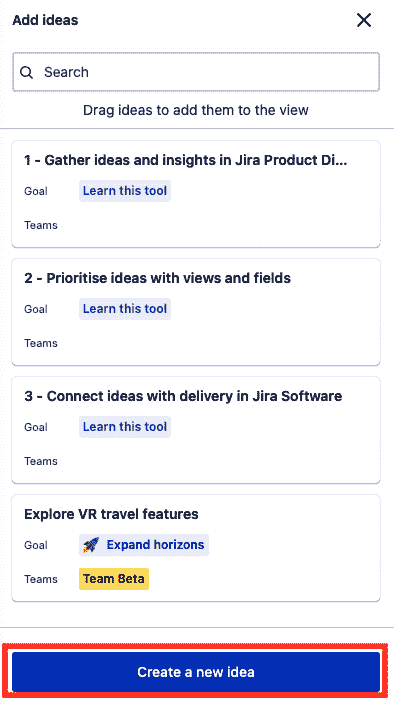 Add ideas
Search
Drag ideas to add them to the view
1 - Gather ideas and insights in Jira Product Di...
Goal Learn this tool
Teams
2 - Prioritise ideas with views and fields
Goal Learn this tool
Teams
3 - Connect ideas with delivery in Jira Software
Goal Learn this tool
Teams
Explore VR travel features
Goal 🚀 Expand horizons
Teams Team Beta
Create a new idea